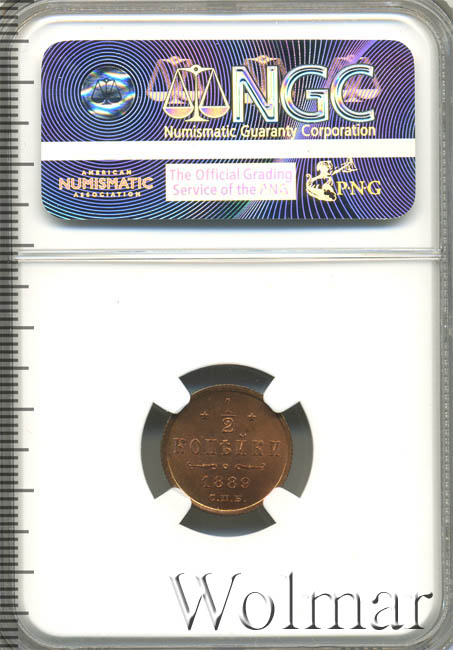 NGC
Numismatic Guaranty Corporation
AMERICAN
NUMISMATIC
ASSOCIATION
The Official Grading
Service of the PNG
PNG
1/2
КОПѢЙКИ
1889
С.П.Б.
Wolmar